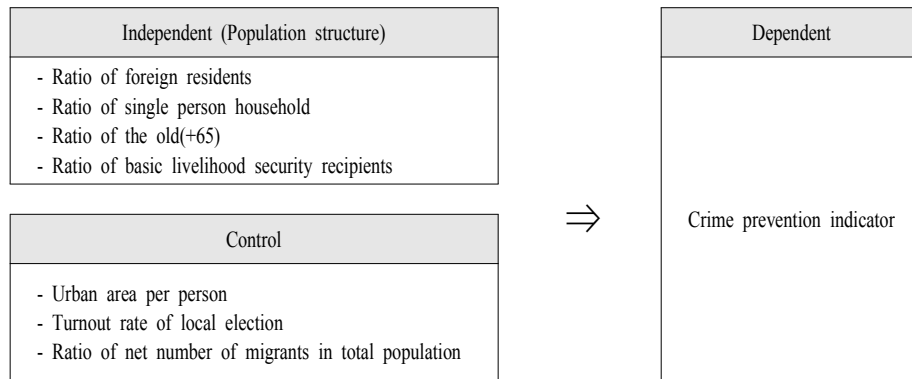 Independent (Population structure)
- Ratio of foreign residents
- Ratio of single person household
- Ratio of the old(+65)
- Ratio of basic livelihood security recipients
Control
- Urban area per person
- Turnout rate of local election
- Ratio of net number of migrants in total population
⇒
Dependent
Crime prevention indicator